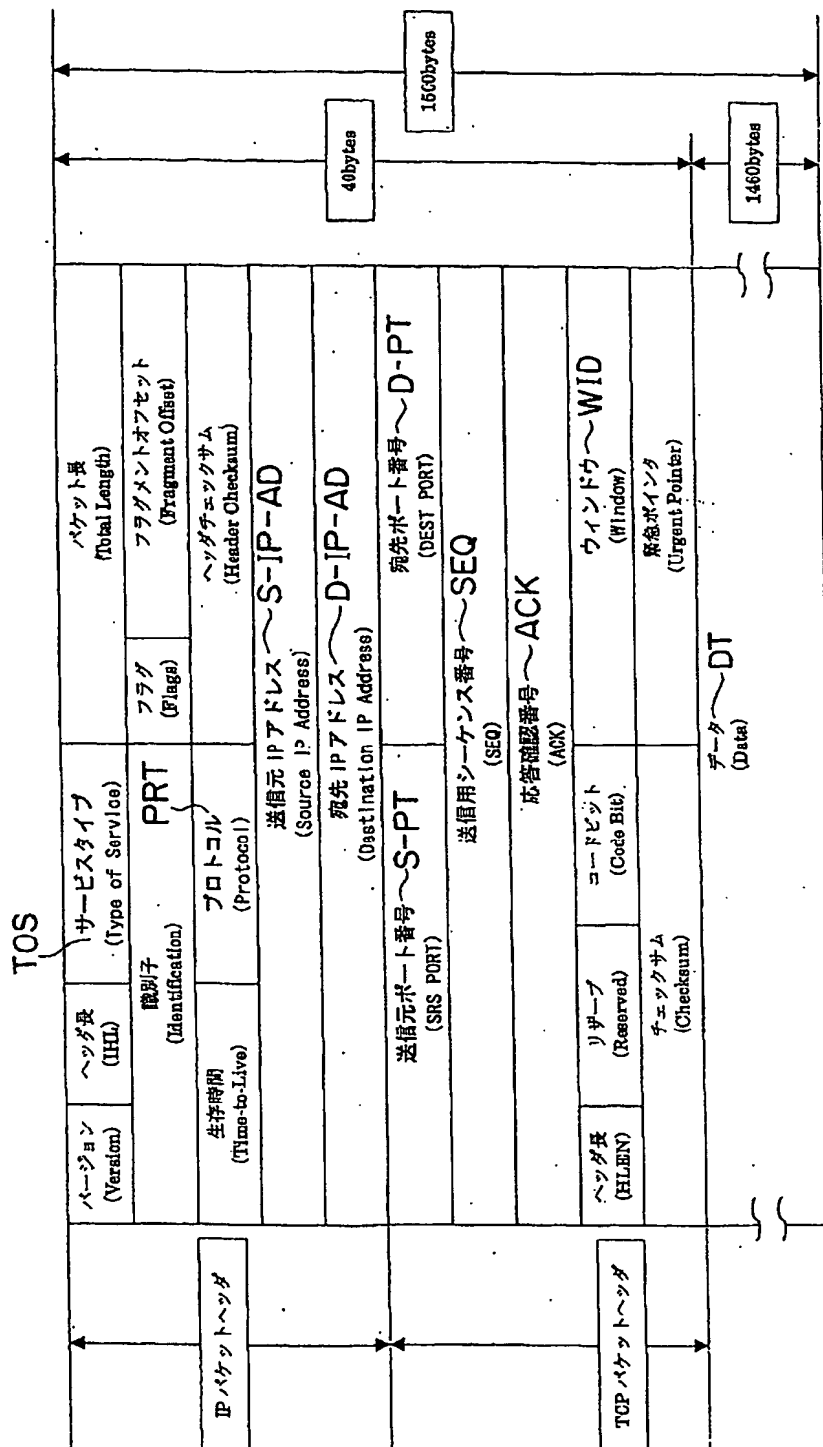 TOS
バージョン
(Version)
ヘッダ長
(IHL)
サービスタイプ
(Type of Service)
パケット長
(Total Length)
識別子
(Identification)
PRT
フラグ
(Flags)
フラグメントオフセット
(Fragment Offset)
生存時間
(Time-to-Live)
プロトコル
(Protocol)
ヘッダチェックサム
(Header Checksum)
送信元 IP アドレス〜S-IP-AD
(Source IP Address)
宛先 IP アドレス〜D-IP-AD
(Destination IP Address)
送信元ポート番号〜S-PT
(SRS PORT)
宛先ポート番号〜D-PT
(DEST PORT)
送信用シーケンス番号〜SEQ
(SEQ)
応答確認番号〜ACK
(ACK)
ヘッダ長
(HLEN)
リザーブ
(Reserved)
コードビット
(Code Bit)
ウィンドウ〜WID
(Window)
チェックサム
(Checksum)
緊急ポインタ
(Urgent Pointer)
データ〜DT
(Data)
IP パケットヘッダ
TCP パケットヘッダ
40bytes
1460bytes
1500bytes